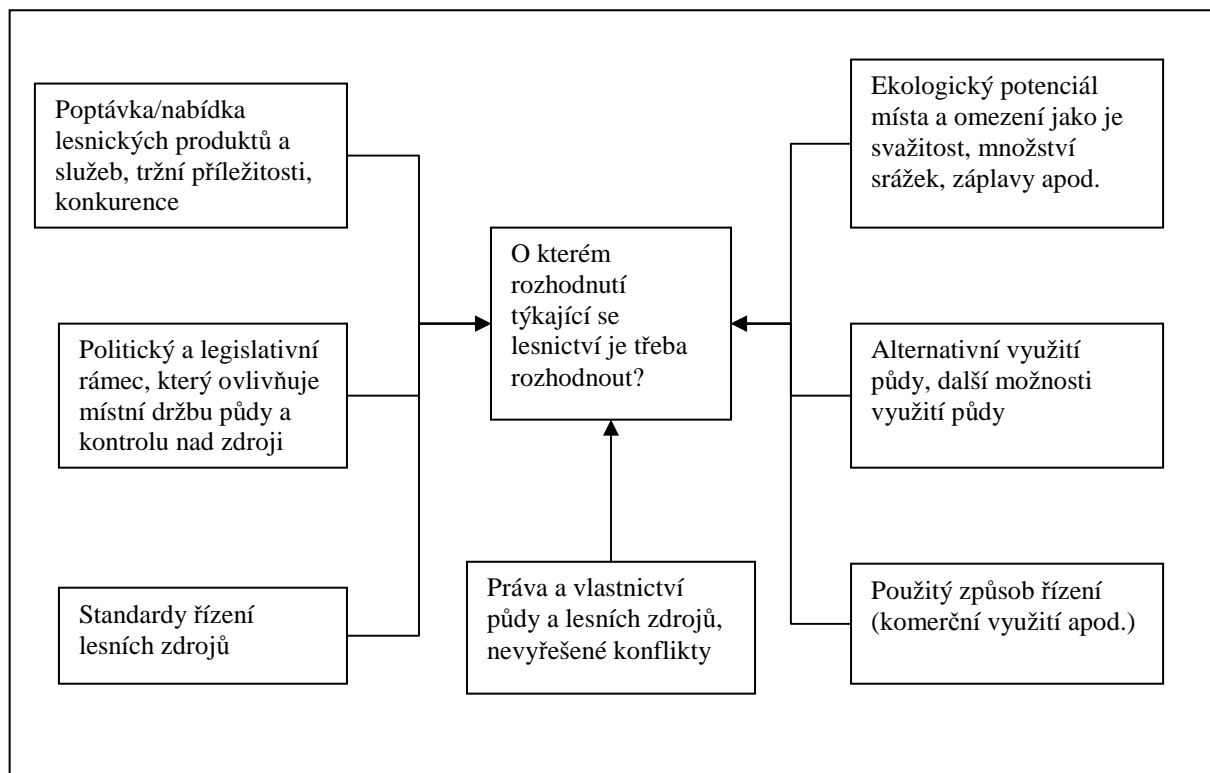 Poptávka/nabídka
lesnických produktů a
služeb, tržní příležitosti,
konkurence
Politický a legislativní
rámec, který ovlivňuje
místní držbu půdy a
kontrolu nad zdroji
Standardy řízení
lesních zdrojů
O kterém
rozhodnutí
týkající se
lesnictví je třeba
rozhodnout?
Práva a vlastnictví
půdy a lesních zdrojů,
nevyřešené konflikty
Ekologický potenciál
místa a omezení jako je
svažitost, množství
srážek, záplavy apod.
Alternativní využití
půdy, další možnosti
využití půdy
Použitý způsob řízení
(komerční využití apod.)